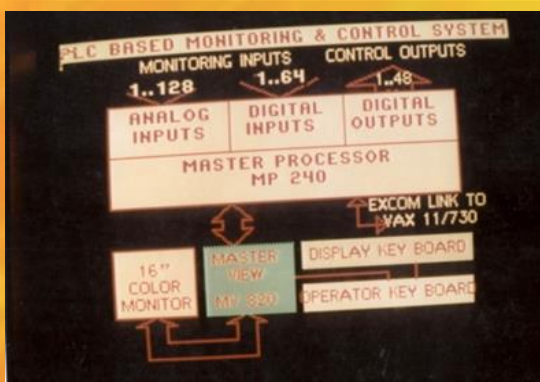 PLC BASED MONITORING & CONTROL SYSTEM
MONITORING INPUTS CONTROL OUTPUTS
1..128 1..64 1..48
ANALOG INPUTS
DIGITAL INPUTS
DIGITAL OUTPUTS
MASTER PROCESSOR
MP 240
EXCOM LINK TO
VAX 11/730
16"
COLOR
MONITOR
MASTER
VIEW
MV 820
DISPLAY KEY BOARD
OPERATOR KEY BOARD